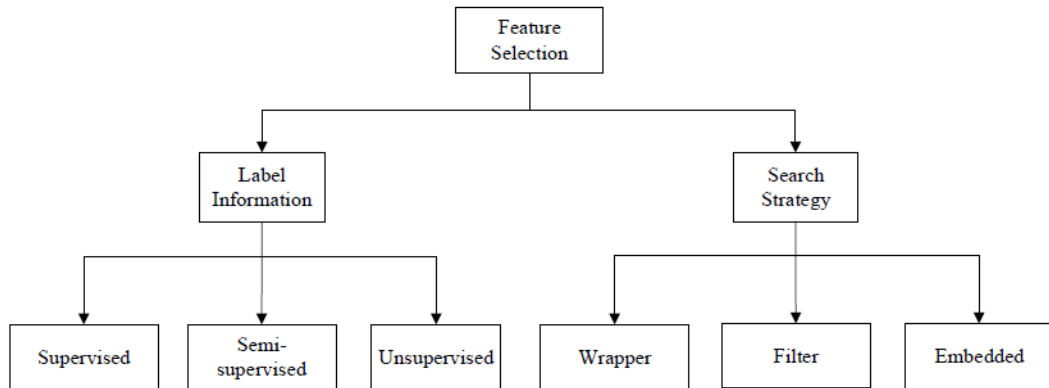 Feature
Selection
Label
Information
Search
Strategy
Supervised
Semi-
supervised
Unsupervised
Wrapper
Filter
Embedded